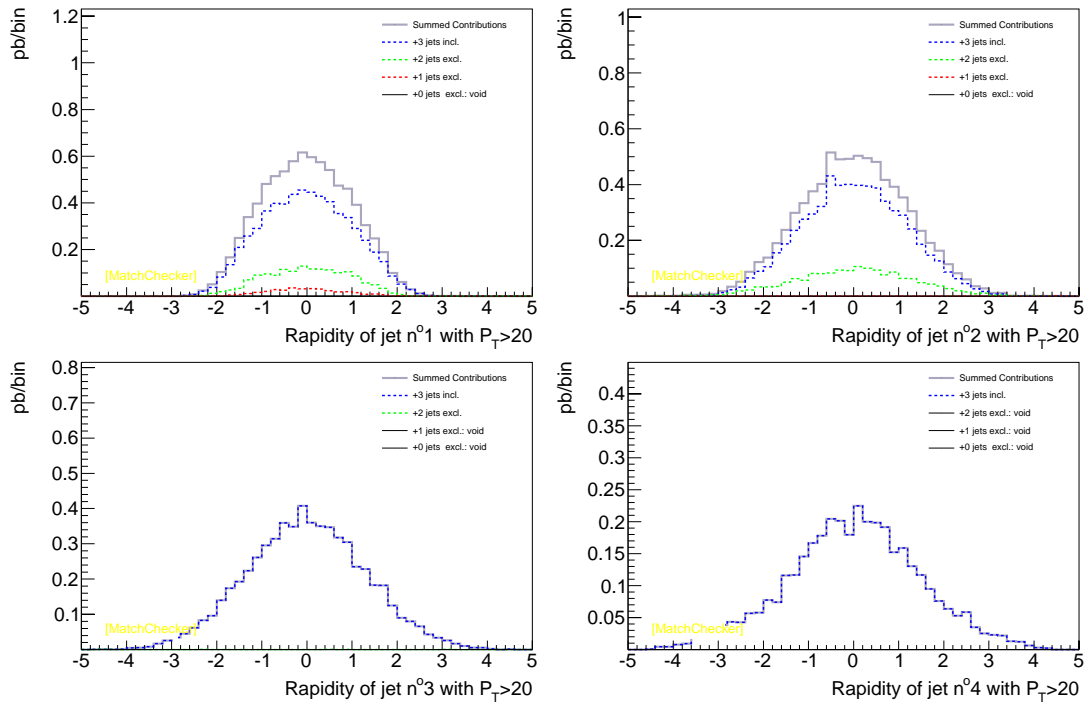 pb/bin
1.2
1
0.8
0.6
0.4
0.2
Summed Contributions
+3 jets incl.
+2 jets excl.
+1 jets excl.
+0 jets excl.: void
[MatchChecker]
-5 -4 -3 -2 -1 0 1 2 3 4 5
Rapidity of jet n°1 with P_T>20
pb/bin
1
0.8
0.6
0.4
0.2
Summed Contributions
+3 jets incl.
+2 jets excl.
+1 jets excl.
+0 jets excl.: void
[MatchChecker]
-5 -4 -3 -2 -1 0 1 2 3 4 5
Rapidity of jet n°2 with P_T>20
pb/bin
0.8
0.7
0.6
0.5
0.4
0.3
0.2
0.1
Summed Contributions
+3 jets incl.
+2 jets excl.
+1 jets excl.: void
+0 jets excl.: void
[MatchChecker]
-5 -4 -3 -2 -1 0 1 2 3 4 5
Rapidity of jet n°3 with P_T>20
pb/bin
0.4
0.35
0.3
0.25
0.2
0.15
0.1
0.05
Summed Contributions
+3 jets incl.
+2 jets excl.: void
+1 jets excl.: void
+0 jets excl.: void
[MatchChecker]
-5 -4 -3 -2 -1 0 1 2 3 4 5
Rapidity of jet n°4 with P_T>20